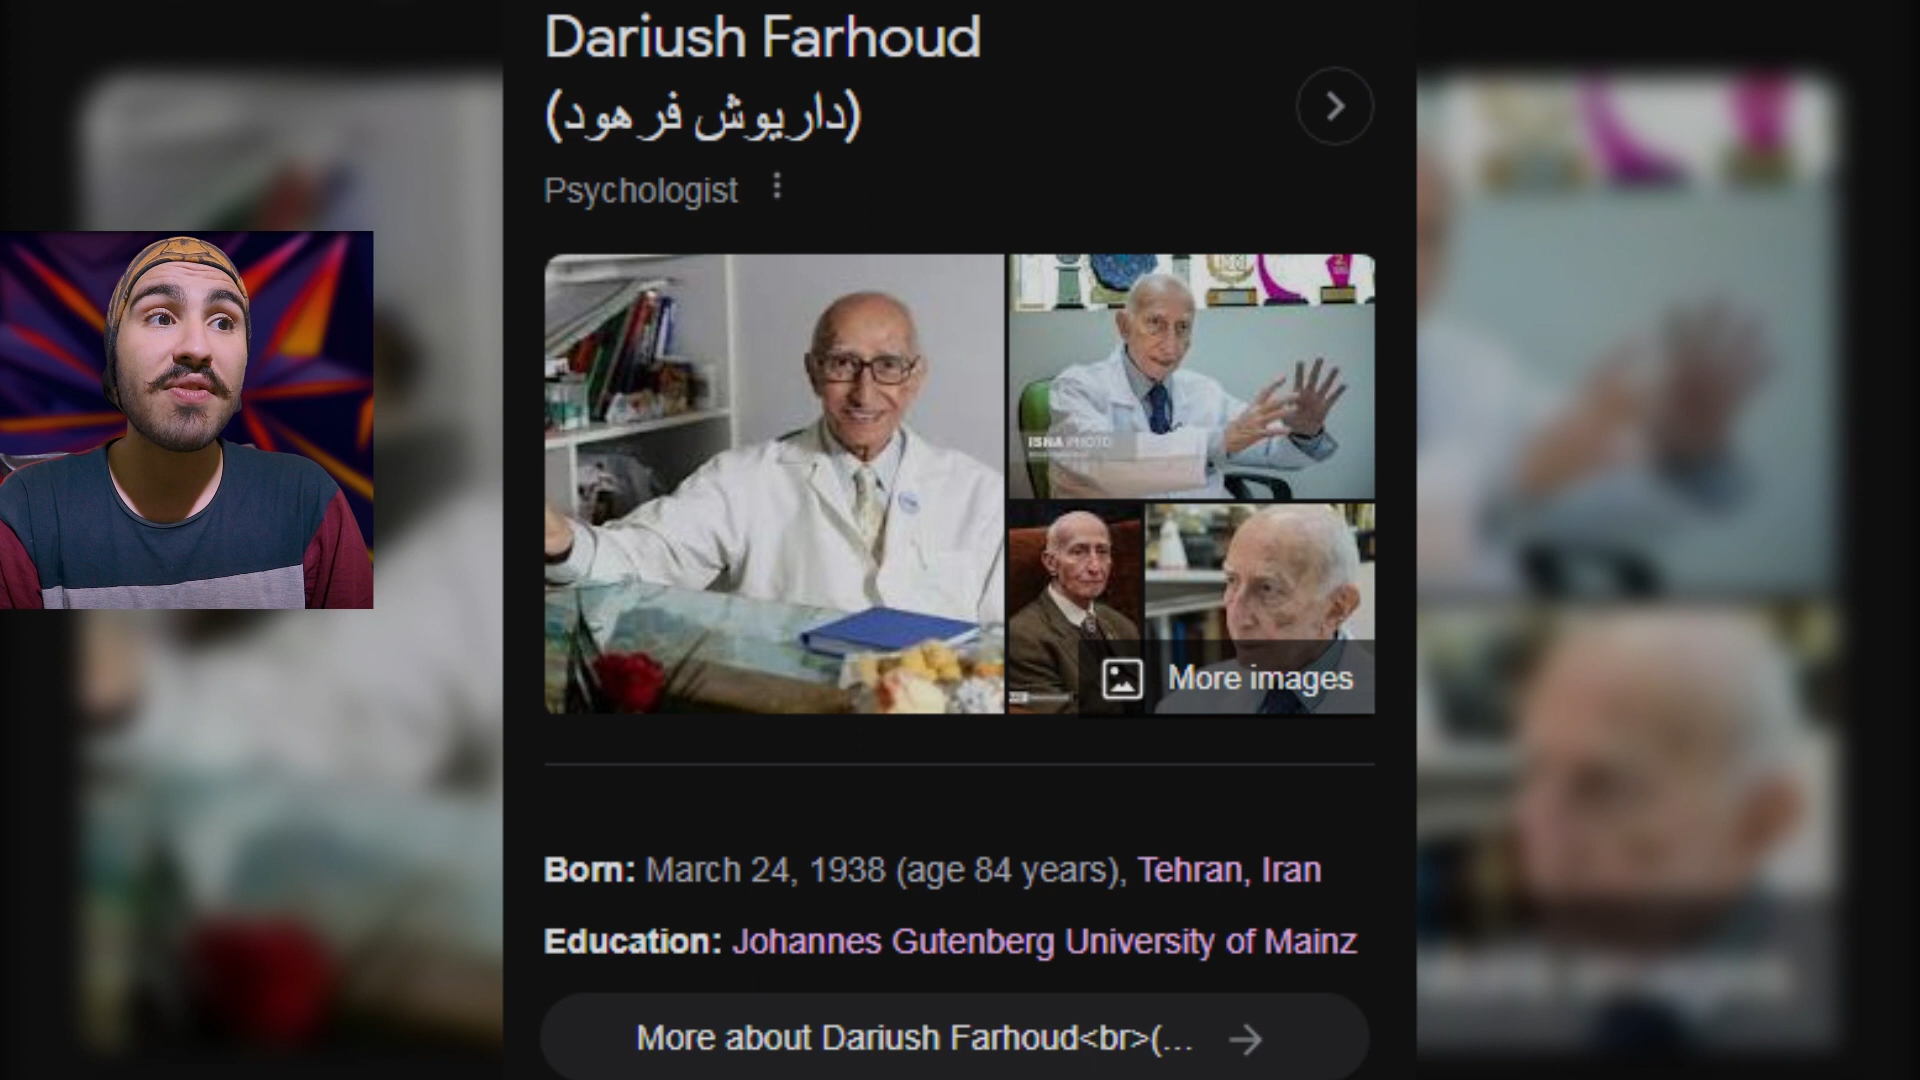 Dariush Farhoud
(داریوش فرهود)
Psychologist
ISNA PHOTO
More images
Born: March 24, 1938 (age 84 years), Tehran, Iran
Education: Johannes Gutenberg University of Mainz
More about Dariush Farhoud<br>(...